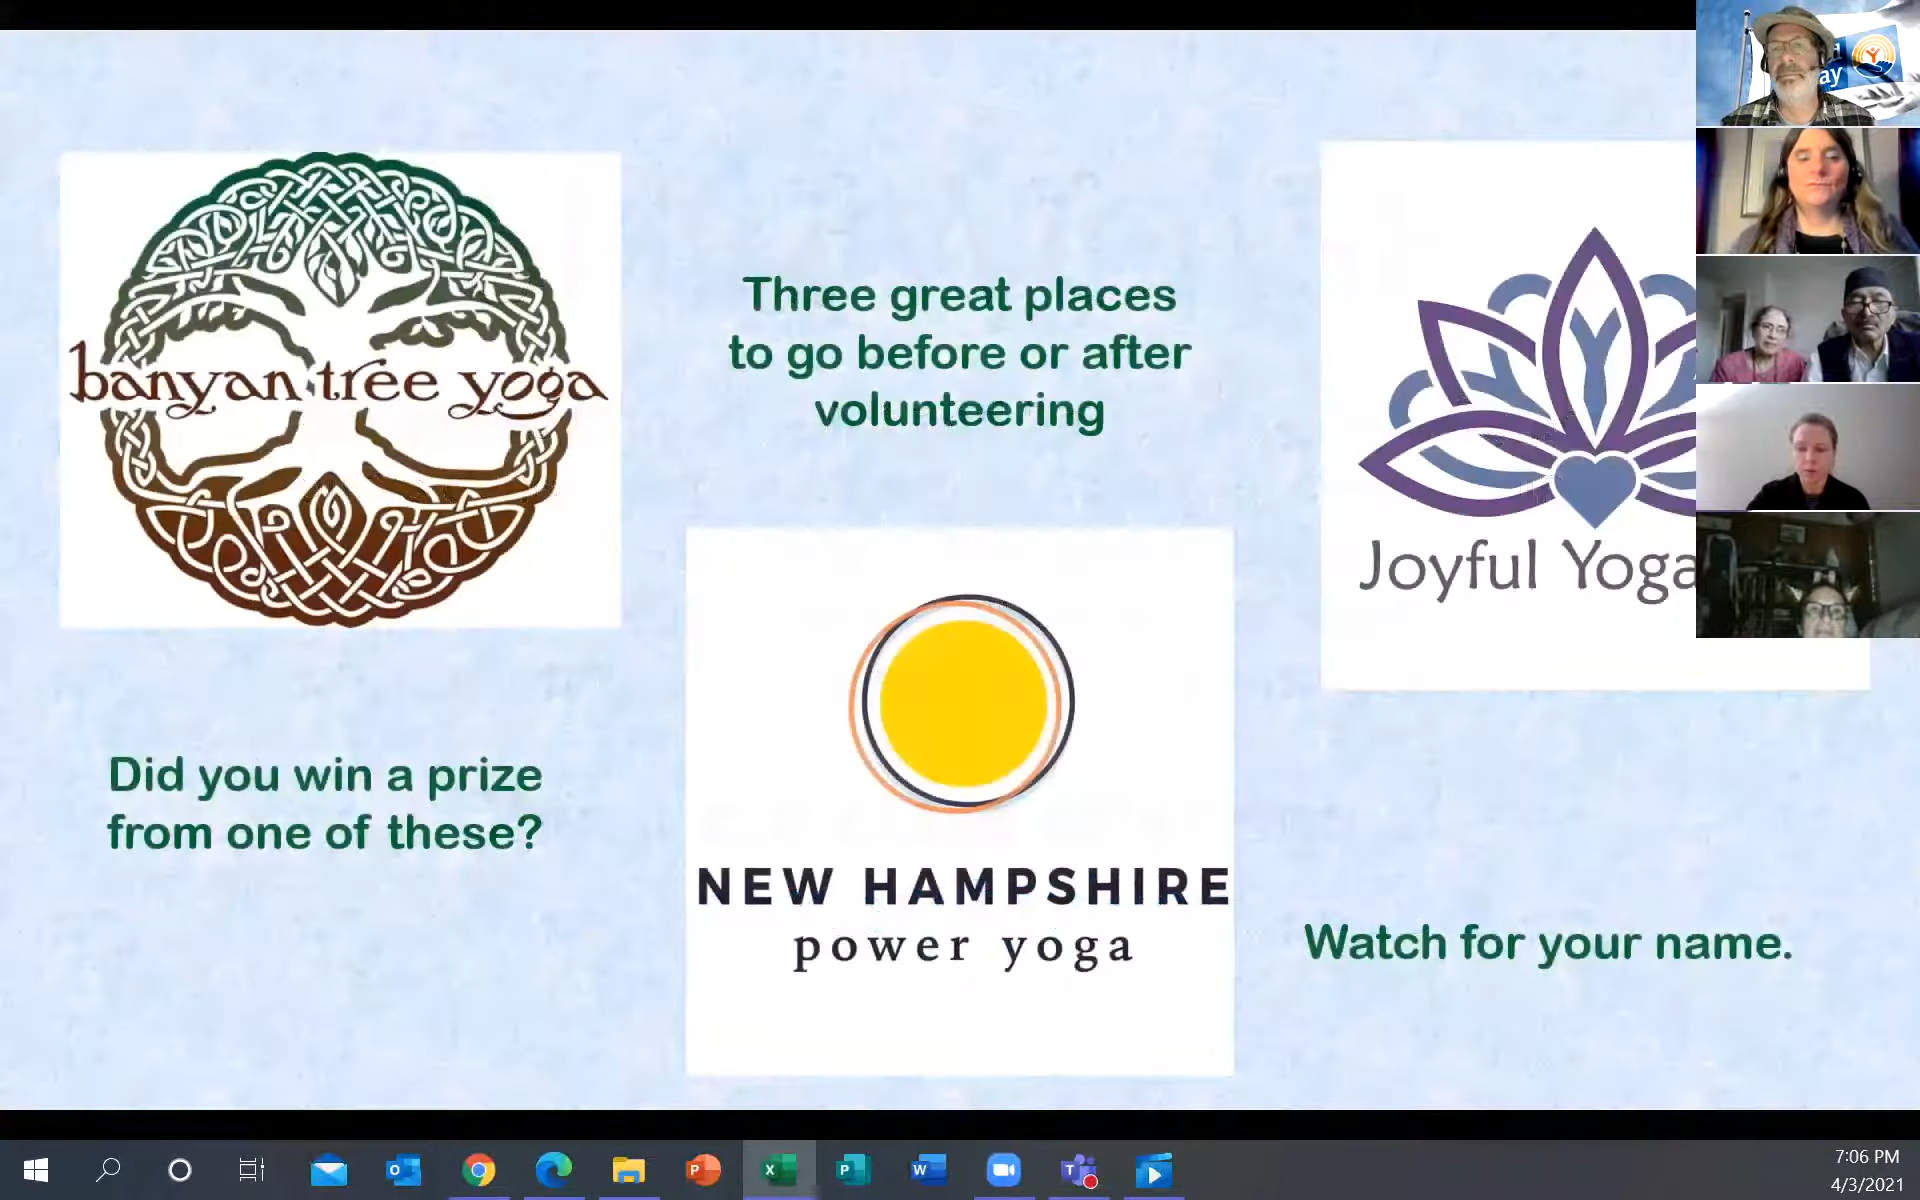 banyan tree yoga
Three great places
to go before or after
volunteering
Joyful Yoga
NEW HAMPSHIRE
power yoga
Did you win a prize
from one of these?
Watch for your name.
ay
7:06 PM
4/3/2021